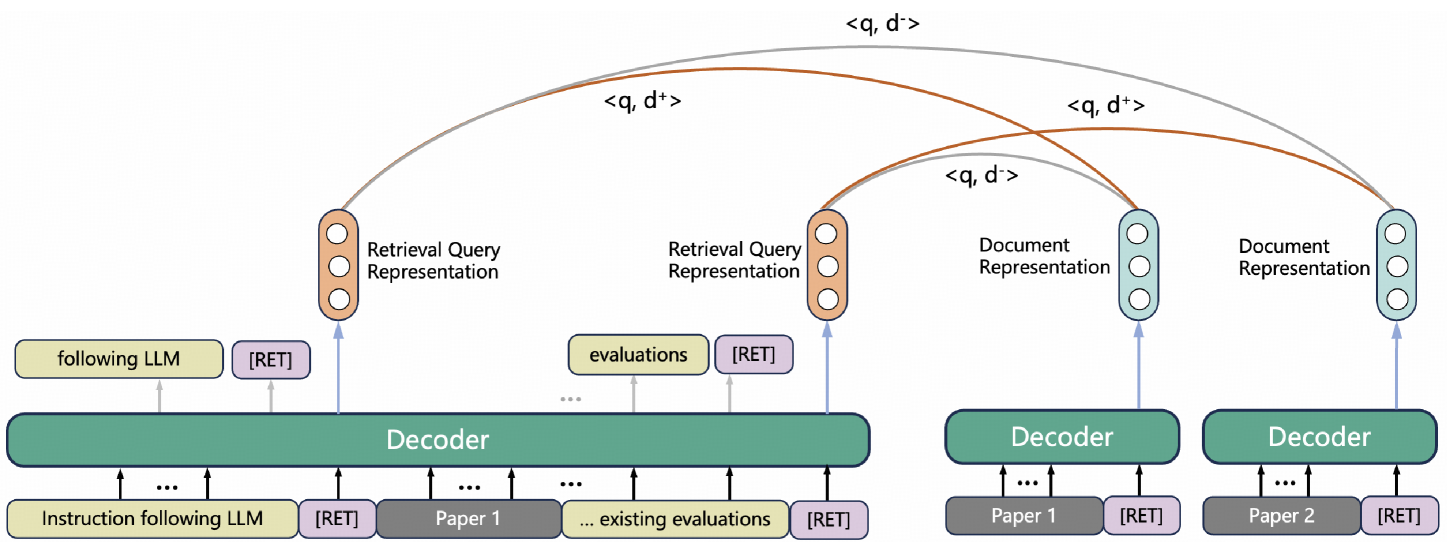 <q, d⁻>
<q, d⁺>
<q, d⁺>
<q, d⁻>
Retrieval Query
Representation
Retrieval Query
Representation
Document
Representation
Document
Representation
following LLM
[RET]
evaluations
[RET]
...
Decoder
Decoder
Decoder
...
...
...
...
...
Instruction following LLM
[RET]
Paper 1
... existing evaluations
[RET]
Paper 1
[RET]
Paper 2
[RET]